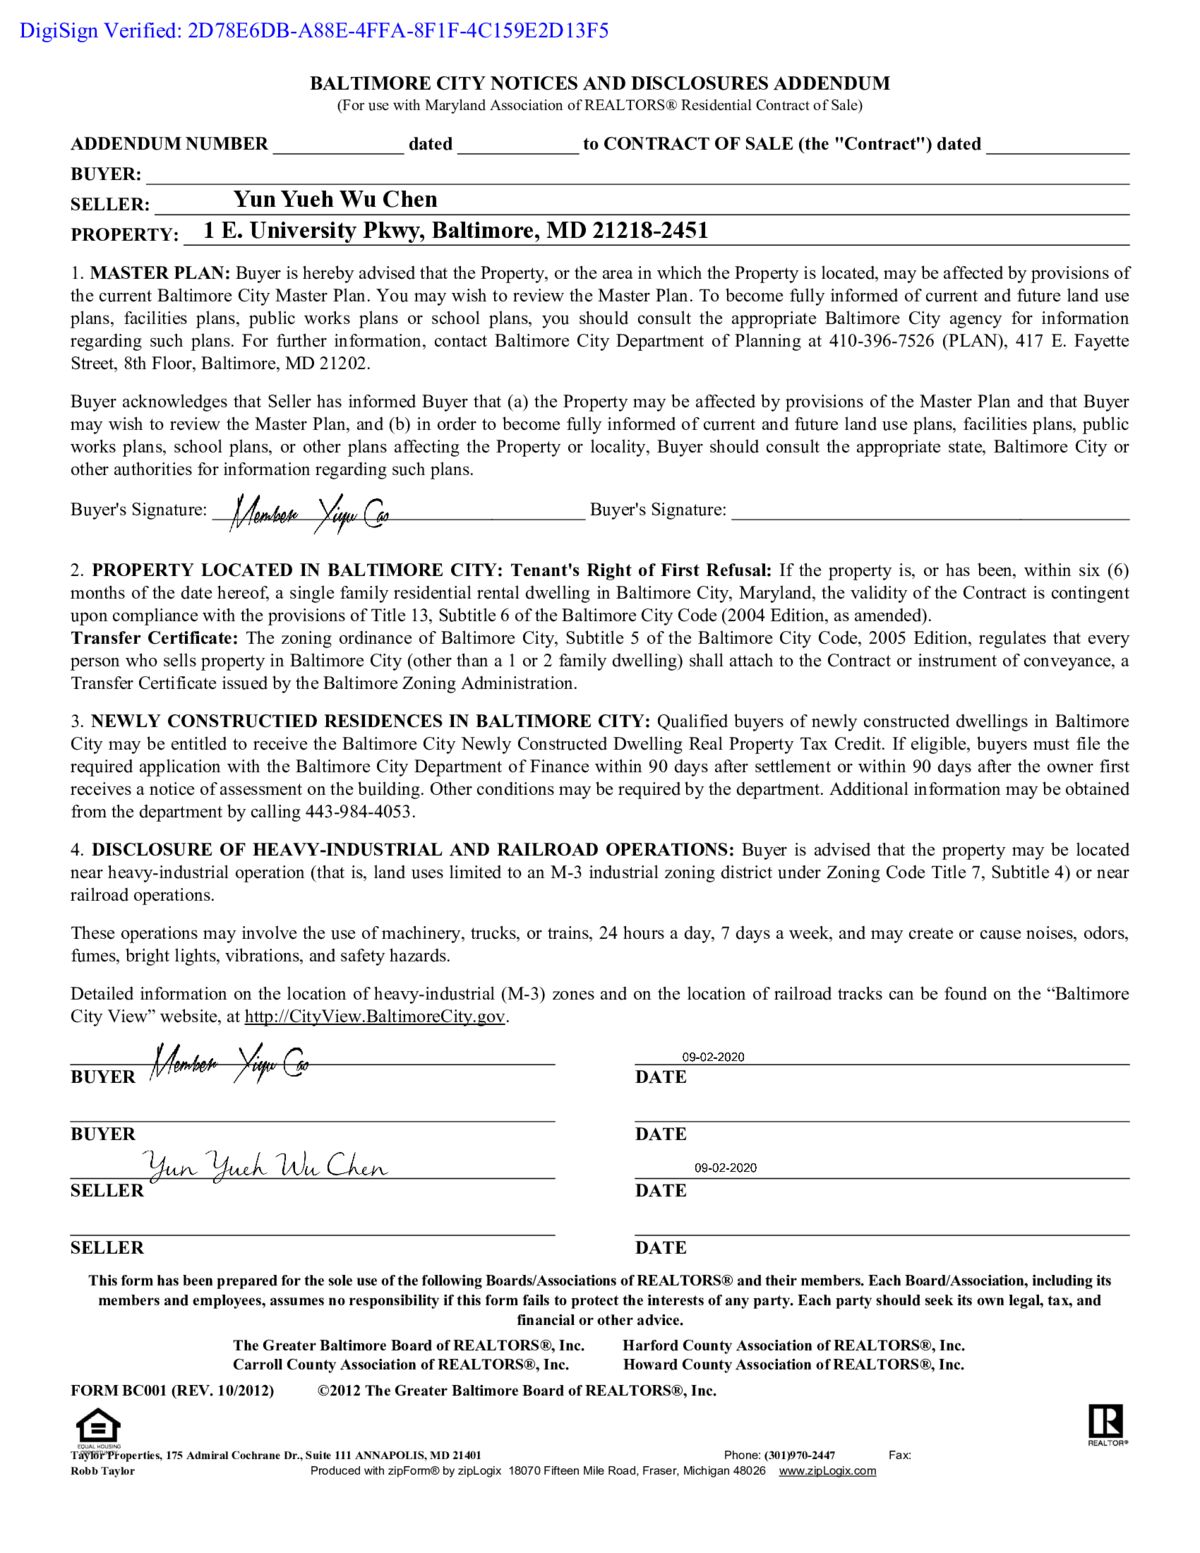 DigiSign Verified: 2D78E6DB-A88E-4FFA-8F1F-4C159E2D13F5
BALTIMORE CITY NOTICES AND DISCLOSURES ADDENDUM
(For use with Maryland Association of REALTORS® Residential Contract of Sale)
ADDENDUM NUMBER ____________ dated ____________ to CONTRACT OF SALE (the "Contract") dated ____________
BUYER:
SELLER: Yun Yueh Wu Chen
PROPERTY: 1 E. University Pkwy, Baltimore, MD 21218-2451
1. MASTER PLAN: Buyer is hereby advised that the Property, or the area in which the Property is located, may be affected by provisions of
the current Baltimore City Master Plan. You may wish to review the Master Plan. To become fully informed of current and future land use
plans, facilities plans, public works plans or school plans, you should consult the appropriate Baltimore City agency for information
regarding such plans. For further information, contact Baltimore City Department of Planning at 410-396-7526 (PLAN), 417 E. Fayette
Street, 8th Floor, Baltimore, MD 21202.
Buyer acknowledges that Seller has informed Buyer that (a) the Property may be affected by provisions of the Master Plan and that Buyer
may wish to review the Master Plan, and (b) in order to become fully informed of current and future land use plans, facilities plans, public
works plans, school plans, or other plans affecting the Property or locality, Buyer should consult the appropriate state, Baltimore City or
other authorities for information regarding such plans.
Buyer's Signature: Member Yiyu Cao Buyer's Signature:
2. PROPERTY LOCATED IN BALTIMORE CITY: Tenant's Right of First Refusal: If the property is, or has been, within six (6)
months of the date hereof, a single family residential rental dwelling in Baltimore City, Maryland, the validity of the Contract is contingent
upon compliance with the provisions of Title 13, Subtitle 6 of the Baltimore City Code (2004 Edition, as amended).
Transfer Certificate: The zoning ordinance of Baltimore City, Subtitle 5 of the Baltimore City Code, 2005 Edition, regulates that every
person who sells property in Baltimore City (other than a 1 or 2 family dwelling) shall attach to the Contract or instrument of conveyance, a
Transfer Certificate issued by the Baltimore Zoning Administration.
3. NEWLY CONSTRUCTIED RESIDENCES IN BALTIMORE CITY: Qualified buyers of newly constructed dwellings in Baltimore
City may be entitled to receive the Baltimore City Newly Constructed Dwelling Real Property Tax Credit. If eligible, buyers must file the
required application with the Baltimore City Department of Finance within 90 days after settlement or within 90 days after the owner first
receives a notice of assessment on the building. Other conditions may be required by the department. Additional information may be obtained
from the department by calling 443-984-4053.
4. DISCLOSURE OF HEAVY-INDUSTRIAL AND RAILROAD OPERATIONS: Buyer is advised that the property may be located
near heavy-industrial operation (that is, land uses limited to an M-3 industrial zoning district under Zoning Code Title 7, Subtitle 4) or near
railroad operations.
These operations may involve the use of machinery, trucks, or trains, 24 hours a day, 7 days a week, and may create or cause noises, odors,
fumes, bright lights, vibrations, and safety hazards.
Detailed information on the location of heavy-industrial (M-3) zones and on the location of railroad tracks can be found on the “Baltimore
City View” website, at http://CityView.BaltimoreCity.gov.
Member Yiyu Cao 09-02-2020
BUYER DATE
BUYER DATE
Yun Yueh Wu Chen 09-02-2020
SELLER DATE
SELLER DATE
This form has been prepared for the sole use of the following Boards/Associations of REALTORS® and their members. Each Board/Association, including its
members and employees, assumes no responsibility if this form fails to protect the interests of any party. Each party should seek its own legal, tax, and
financial or other advice.
The Greater Baltimore Board of REALTORS®, Inc. Harford County Association of REALTORS®, Inc.
Carroll County Association of REALTORS®, Inc. Howard County Association of REALTORS®, Inc.
FORM BC001 (REV. 10/2012) ©2012 The Greater Baltimore Board of REALTORS®, Inc.
EQUAL HOUSING
OPPORTUNITY
REALTOR®
Taylor Properties, 175 Admiral Cochrane Dr., Suite 111 ANNAPOLIS, MD 21401 Phone: (301)970-2447 Fax:
Robb Taylor Produced with zipForm® by zipLogix 18070 Fifteen Mile Road, Fraser, Michigan 48026 www.zipLogix.com